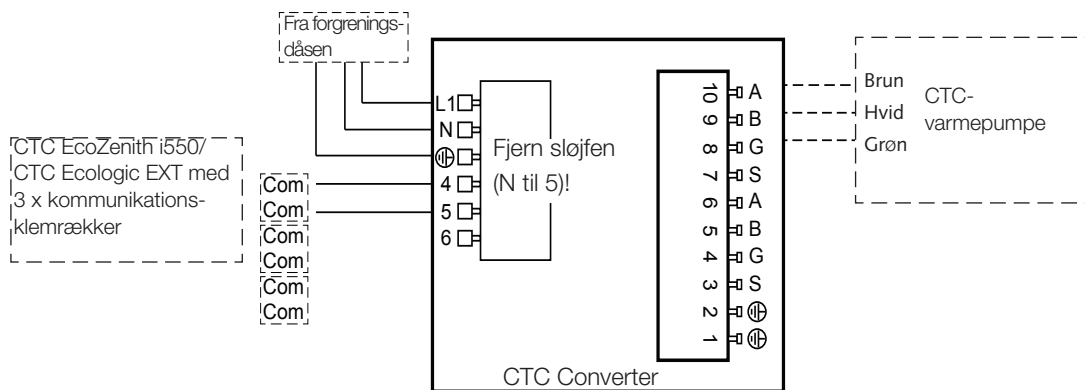 Fra forgrenings-
dåsen
CTC EcoZenith i550/
CTC Ecologic EXT med
3 x kommunikations-
klemrækker
Com
Com
Com
Com
Com
Com
L1
N
4
5
6
Fjern sløjfen
(N til 5)!
10 A
9 B
8 G
7 S
6 A
5 B
4 G
3 S
2
1
CTC Converter
Brun
Hvid
Grøn
CTC-
varmepumpe